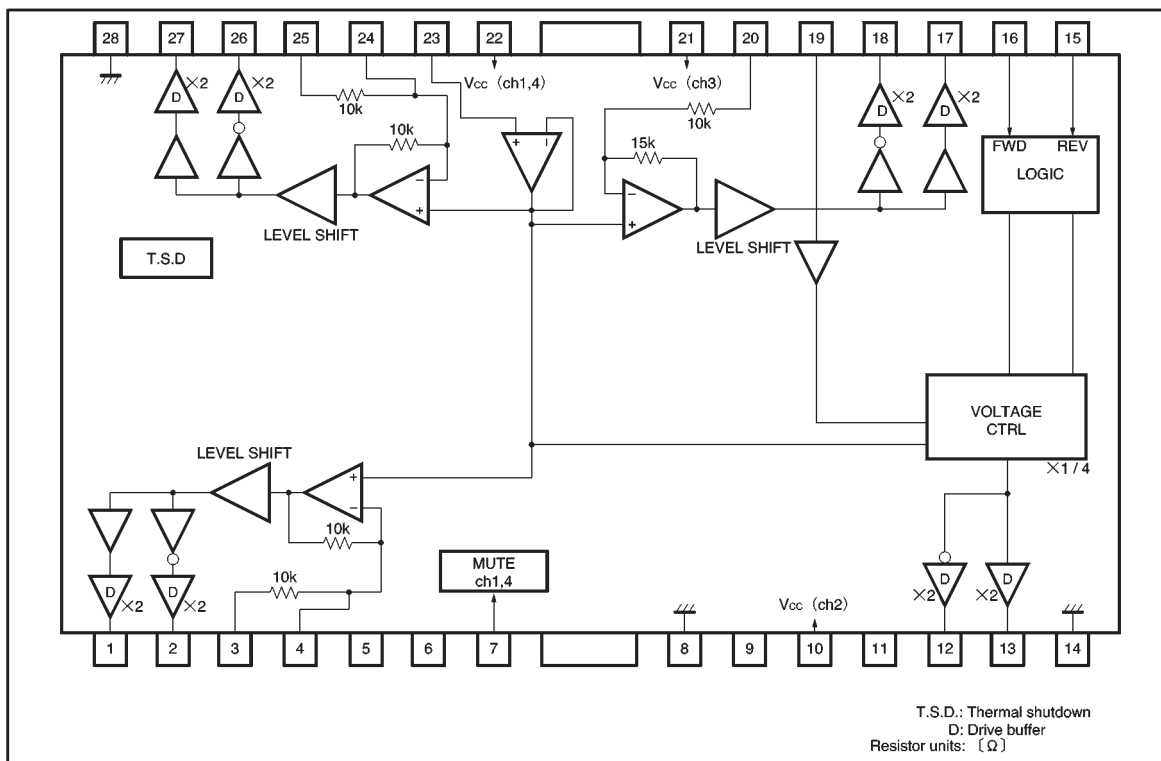 28 27 26 25 24 23 22 21 20 19 18 17 16 15
×2 ×2 Vcc (ch1,4) Vcc (ch3) ×2 ×2
D D D D
10k 10k
10k + − 15k FWD REV
LOGIC
− −
+ +
LEVEL SHIFT LEVEL SHIFT
T.S.D
VOLTAGE
CTRL
LEVEL SHIFT
×1 / 4
+
−
10k
MUTE
ch1,4
10k
D ×2 D ×2 ×2 D ×2 D
Vcc (ch2)
1 2 3 4 5 6 7 8 9 10 11 12 13 14
T.S.D.: Thermal shutdown
D: Drive buffer
Resistor units: 〔Ω〕